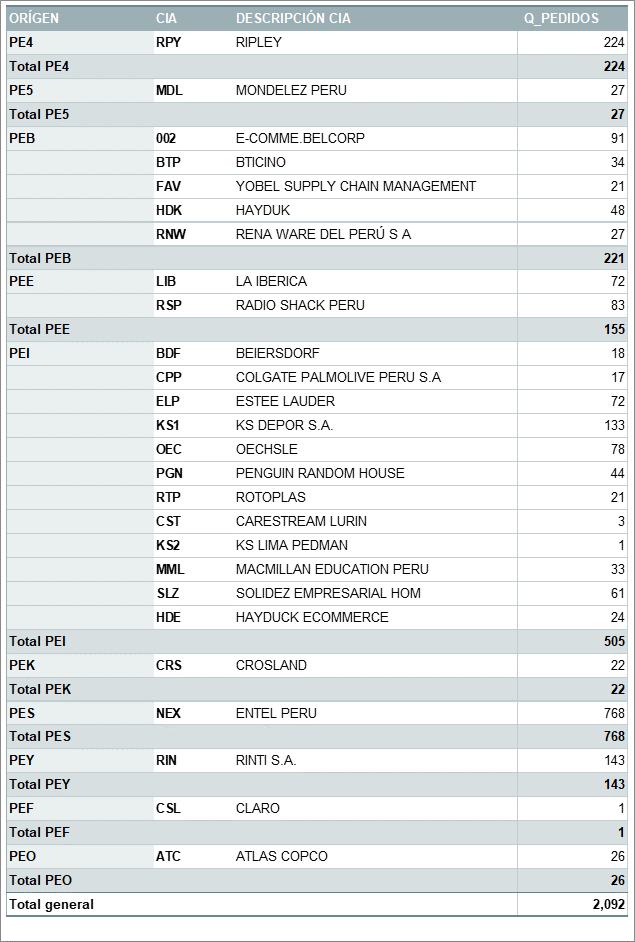 ORÍGEN CIA DESCRIPCIÓN CIA Q_PEDIDOS
PE4 RPY RIPLEY 224
Total PE4 224
PE5 MDL MONDELEZ PERU 27
Total PE5 27
PEB 002 E-COMME.BELCORP 91
BTP BTICINO 34
FAV YOBEL SUPPLY CHAIN MANAGEMENT 21
HDK HAYDUK 48
RNW RENA WARE DEL PERÚ S A 27
Total PEB 221
PEE LIB LA IBERICA 72
RSP RADIO SHACK PERU 83
Total PEE 155
PEI BDF BEIERSDORF 18
CPP COLGATE PALMOLIVE PERU S.A 17
ELP ESTEE LAUDER 72
KS1 KS DEPOR S.A. 133
OEC OECHSLE 78
PGN PENGUIN RANDOM HOUSE 44
RTP ROTOPLAS 21
CST CARESTREAM LURIN 3
KS2 KS LIMA PEDMAN 1
MML MACMILLAN EDUCATION PERU 33
SLZ SOLIDEZ EMPRESARIAL HOM 61
HDE HAYDUCK ECOMMERCE 24
Total PEI 505
PEK CRS CROSLAND 22
Total PEK 22
PES NEX ENTEL PERU 768
Total PES 768
PEY RIN RINTI S.A. 143
Total PEY 143
PEF CSL CLARO 1
Total PEF 1
PEO ATC ATLAS COPCO 26
Total PEO 26
Total general 2,092